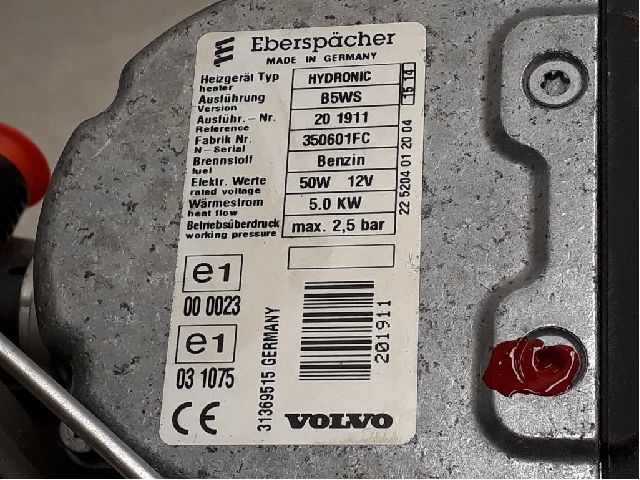 Eberspächer
MADE IN GERMANY
Heizgerät Typ HYDRONIC
heater
Ausführung B5WS
Version
Ausführ.- Nr. 20 1911
Reference
Fabrik Nr. 350601FC
N - Serial
Brennstoff Benzin
fuel
Elektr. Werte 50W 12V
rated voltage
Wärmestrom 5.0 KW
heat flow
Betriebsüberdruck max. 2,5 bar
working pressure
15 14
22 5204 01 20 04
e1
00 0023
e1
03 1075
CE
31369515 GERMANY
201911
VOLVO